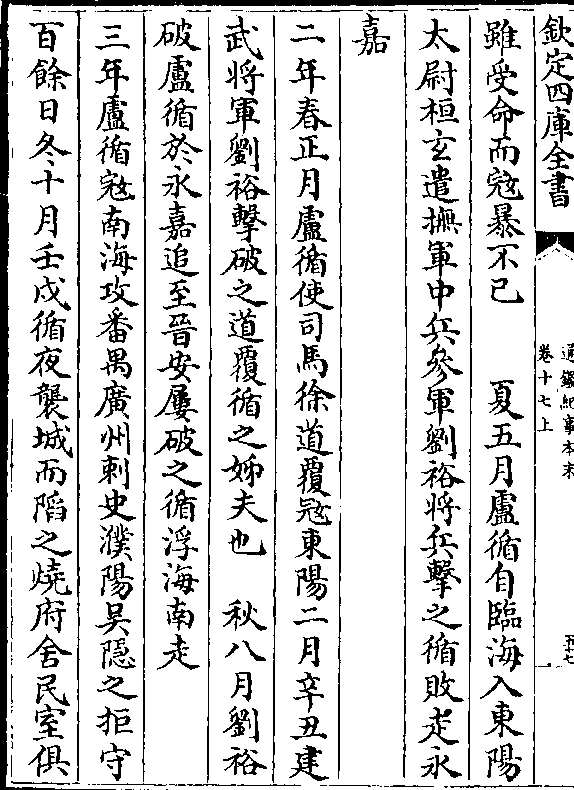 欽定四庫全書
通鑑紀事本末
卷十七上
五十七
雖受命而寇暴不已　夏五月盧循自臨海入東陽
太尉桓玄遣撫軍中兵參軍劉裕將兵擊之循敗走永
嘉
二年春正月盧循使司馬徐道覆寇東陽二月辛丑建
武將軍劉裕擊破之道覆循之姊夫也　秋八月劉裕
破盧循於永嘉追至晉安屢破之循浮海南走
三年盧循寇南海攻番禺廣州刺史濮陽吳隱之拒守
百餘日冬十月壬戌循夜襲城而陷之燒府舍民室俱